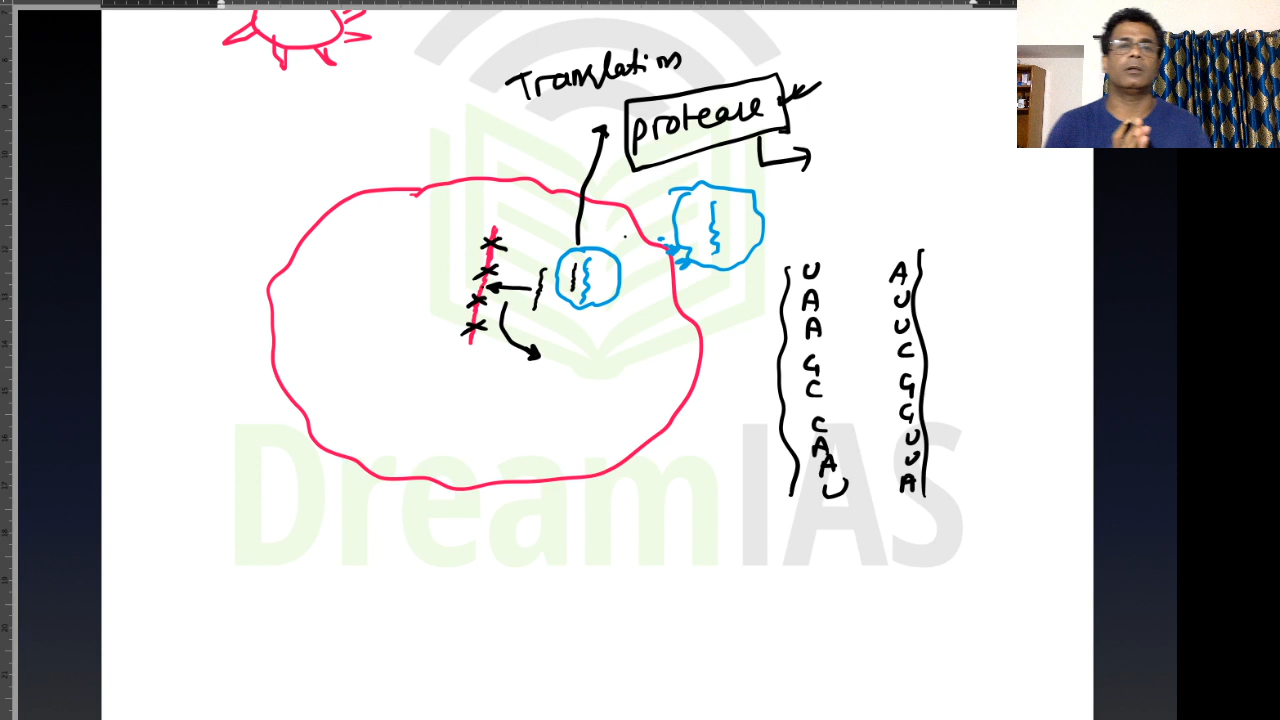 Translation
protease
U A
A U
A U
G C
C G
C G
A U
A U
U A
DreamIAS